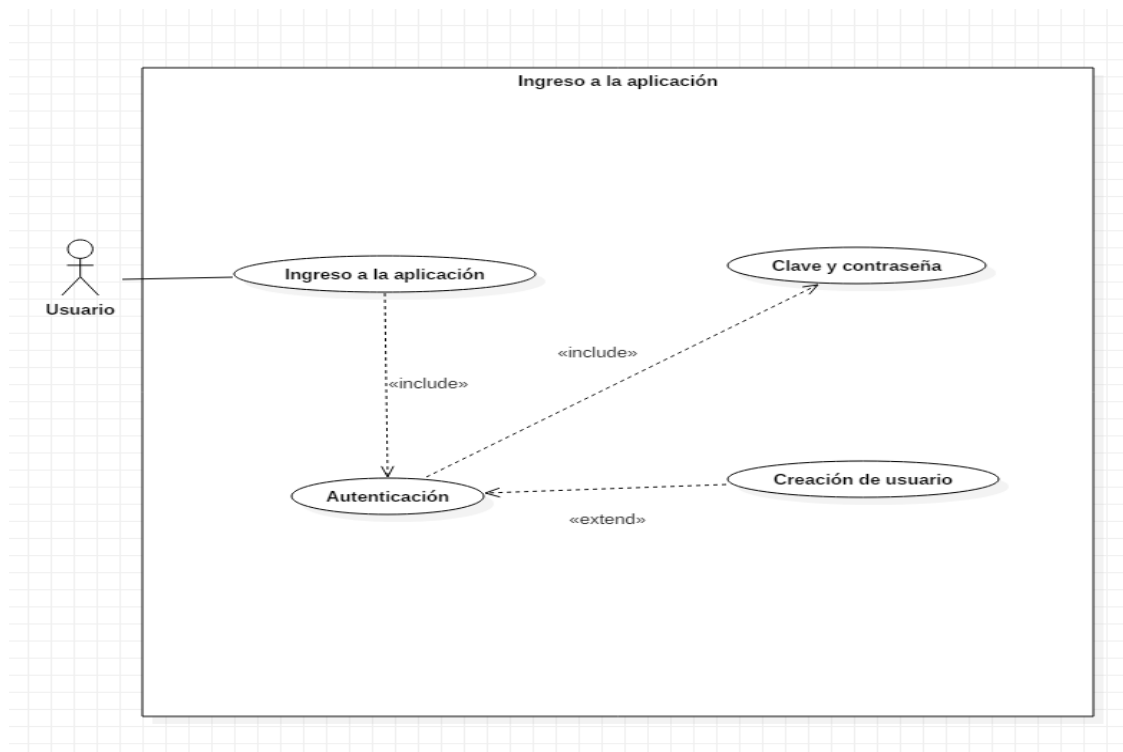 Ingreso a la aplicación
Ingreso a la aplicación
Clave y contraseña
Usuario
«include»
«include»
Autenticación
Creación de usuario
«extend»